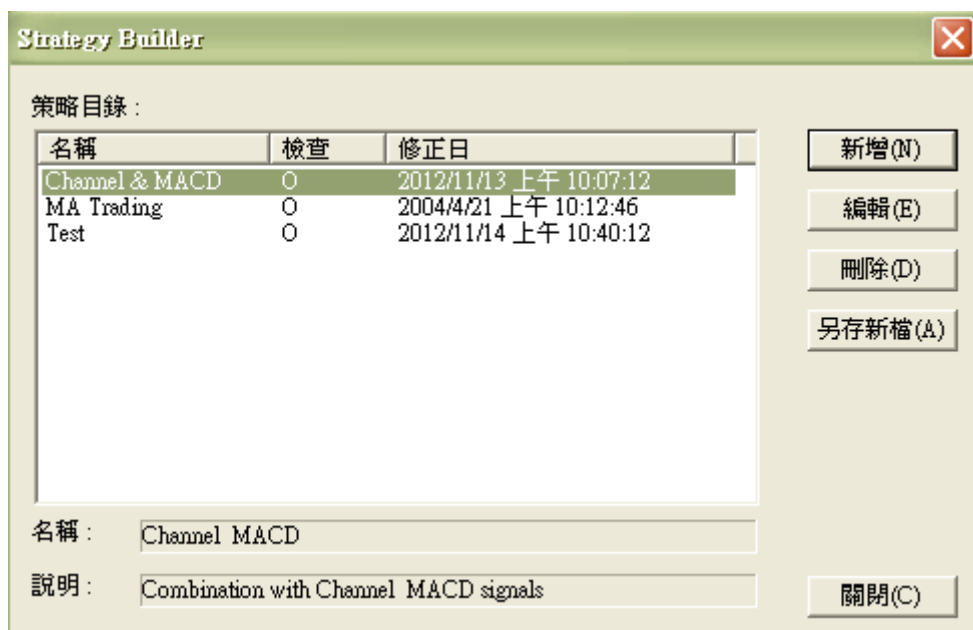 Strategy Builder
策略目錄：
名稱 檢查 修正日
Channel & MACD O 2012/11/13 上午 10:07:12
MA Trading O 2004/4/21 上午 10:12:46
Test O 2012/11/14 上午 10:40:12
新增(N)
編輯(E)
刪除(D)
另存新檔(A)
名稱： Channel MACD
說明： Combination with Channel MACD signals
關閉(C)